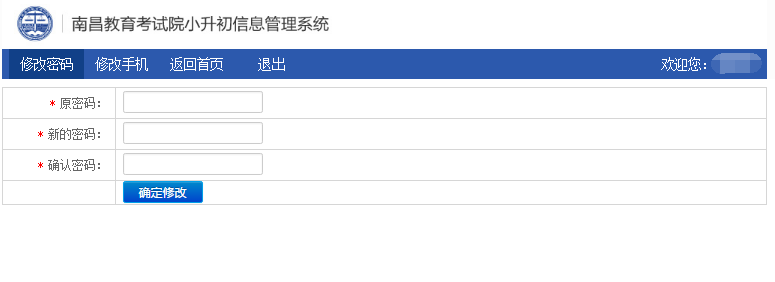 南昌教育考试院小升初信息管理系统
修改密码 修改手机 返回首页 退出 欢迎您:
* 原密码:
* 新的密码:
* 确认密码:
确定修改